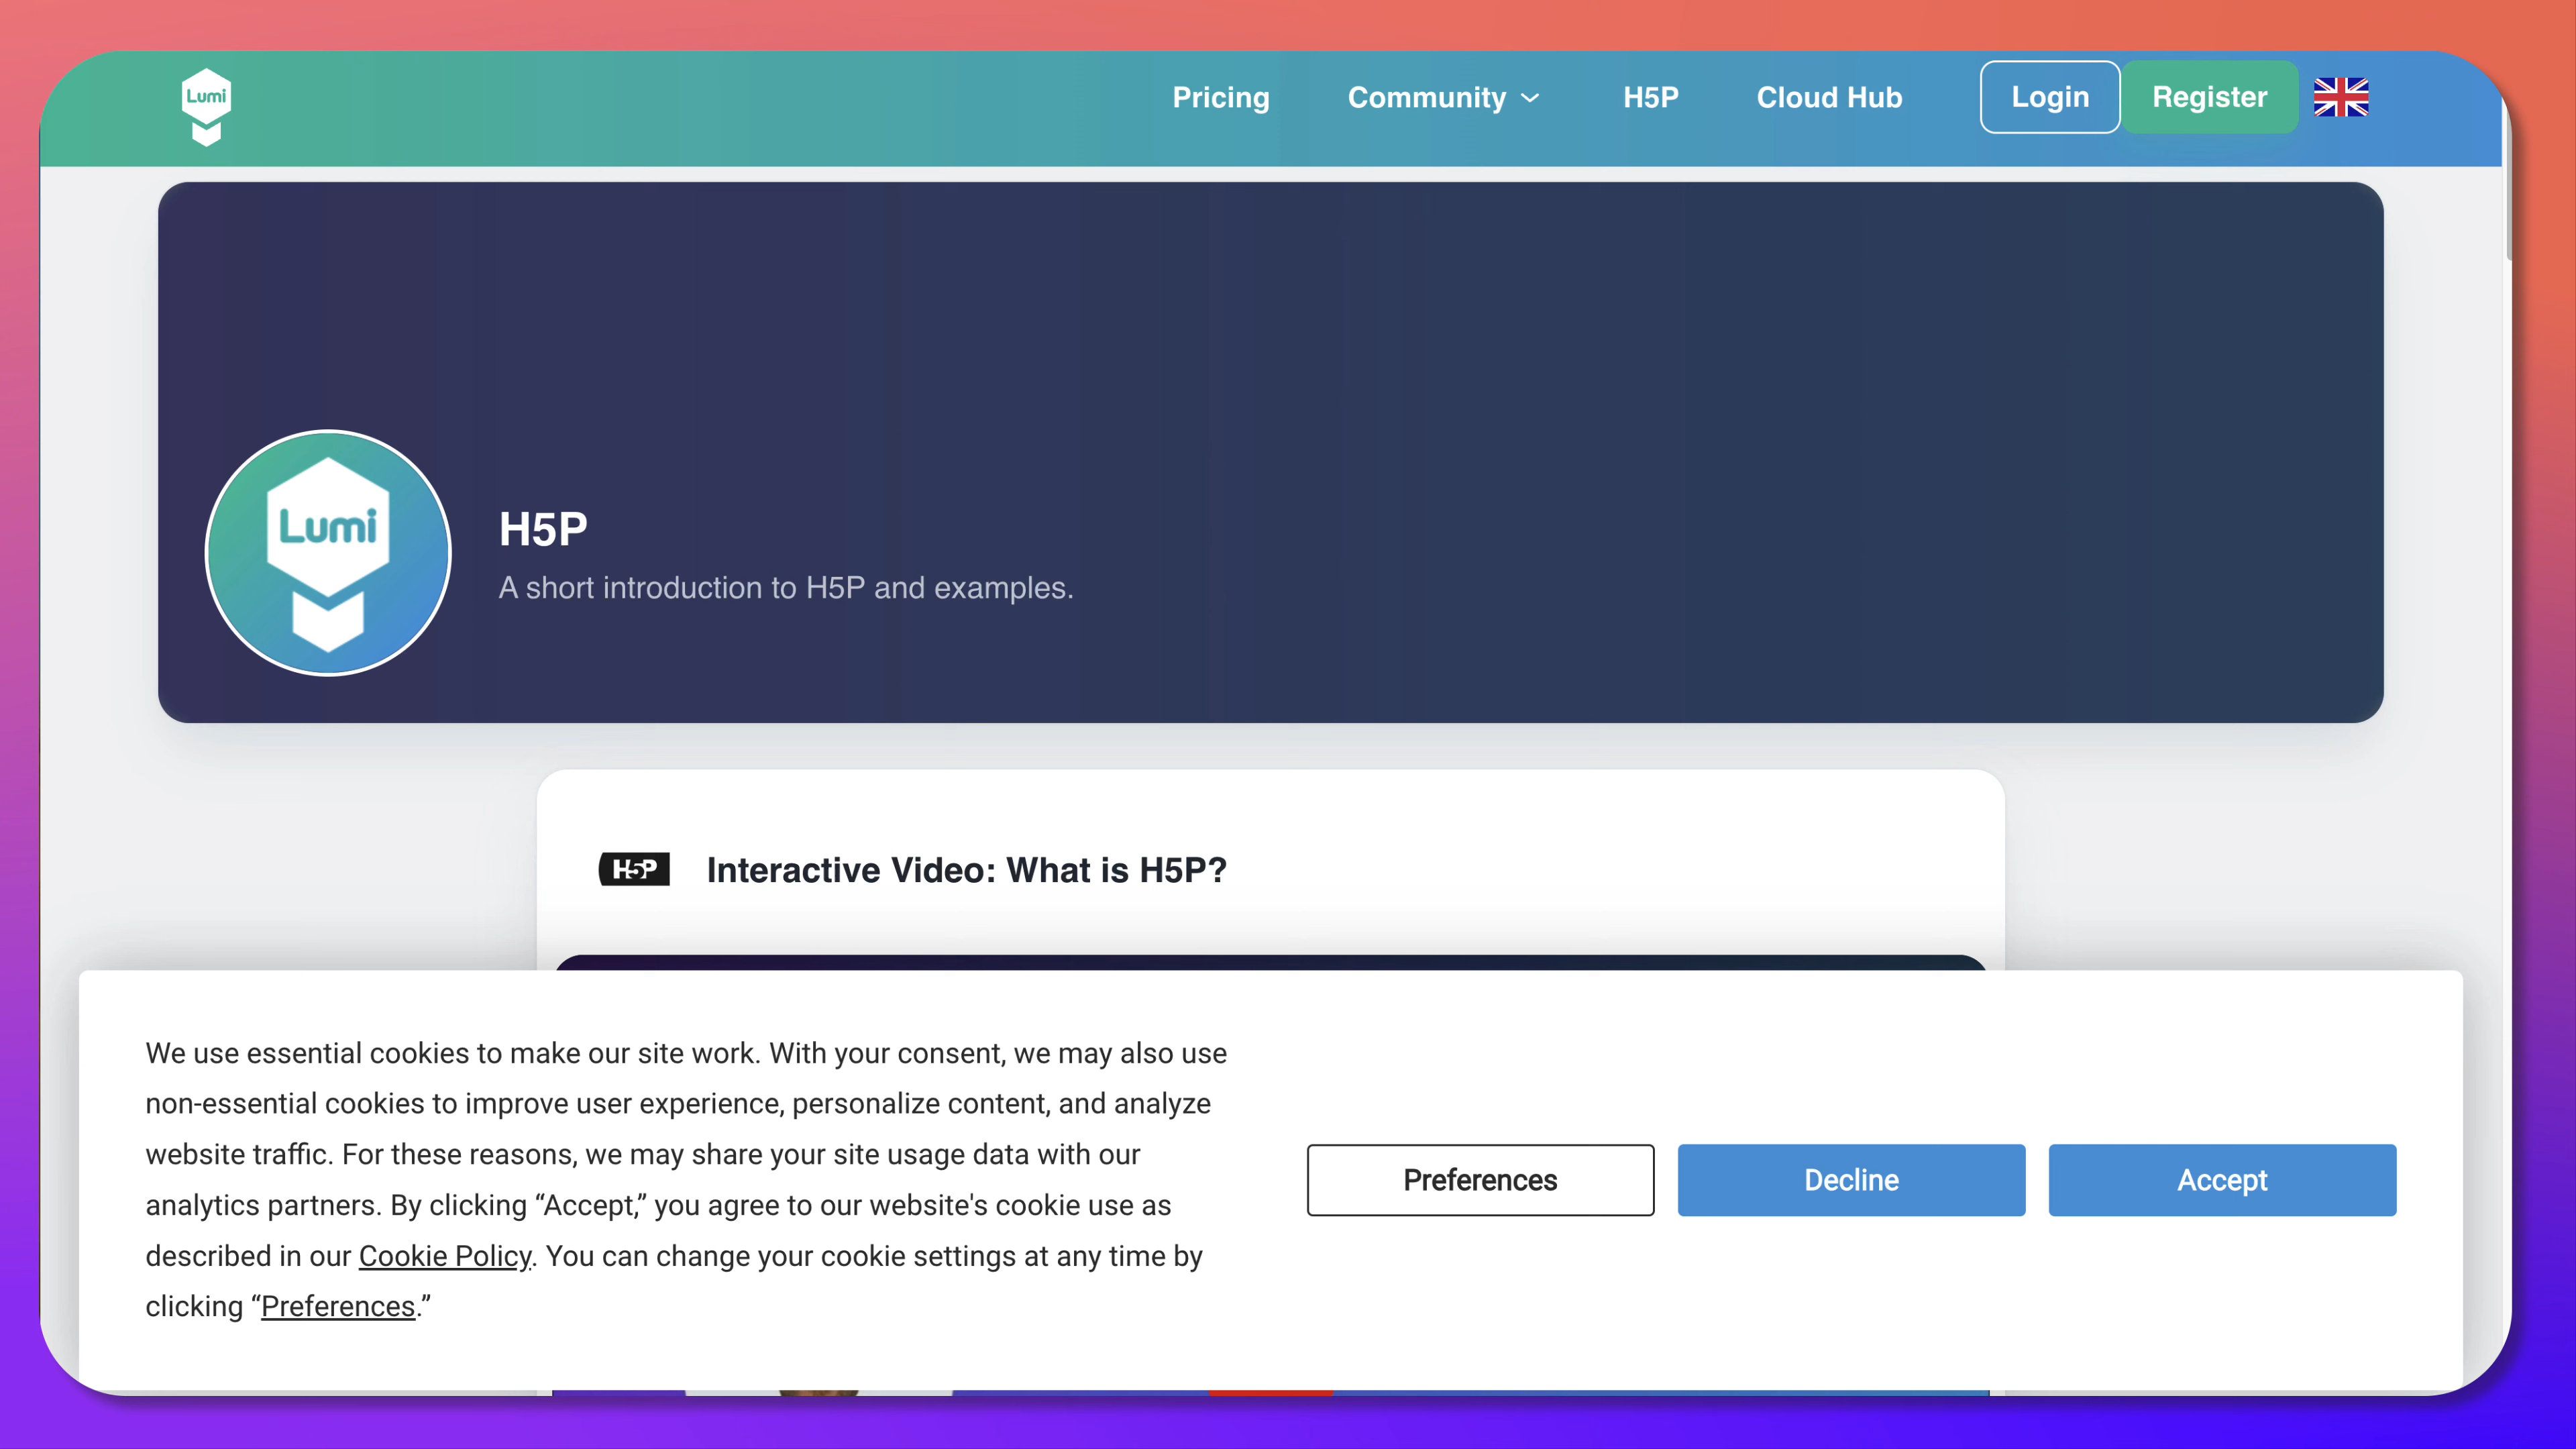 Lumi
Pricing
Community
H5P
Cloud Hub
Login
Register
Lumi
H5P
A short introduction to H5P and examples.
H5P
Interactive Video: What is H5P?
We use essential cookies to make our site work. With your consent, we may also use
non-essential cookies to improve user experience, personalize content, and analyze
website traffic. For these reasons, we may share your site usage data with our
analytics partners. By clicking “Accept,” you agree to our website's cookie use as
described in our Cookie Policy. You can change your cookie settings at any time by
clicking “Preferences.”
Preferences
Decline
Accept